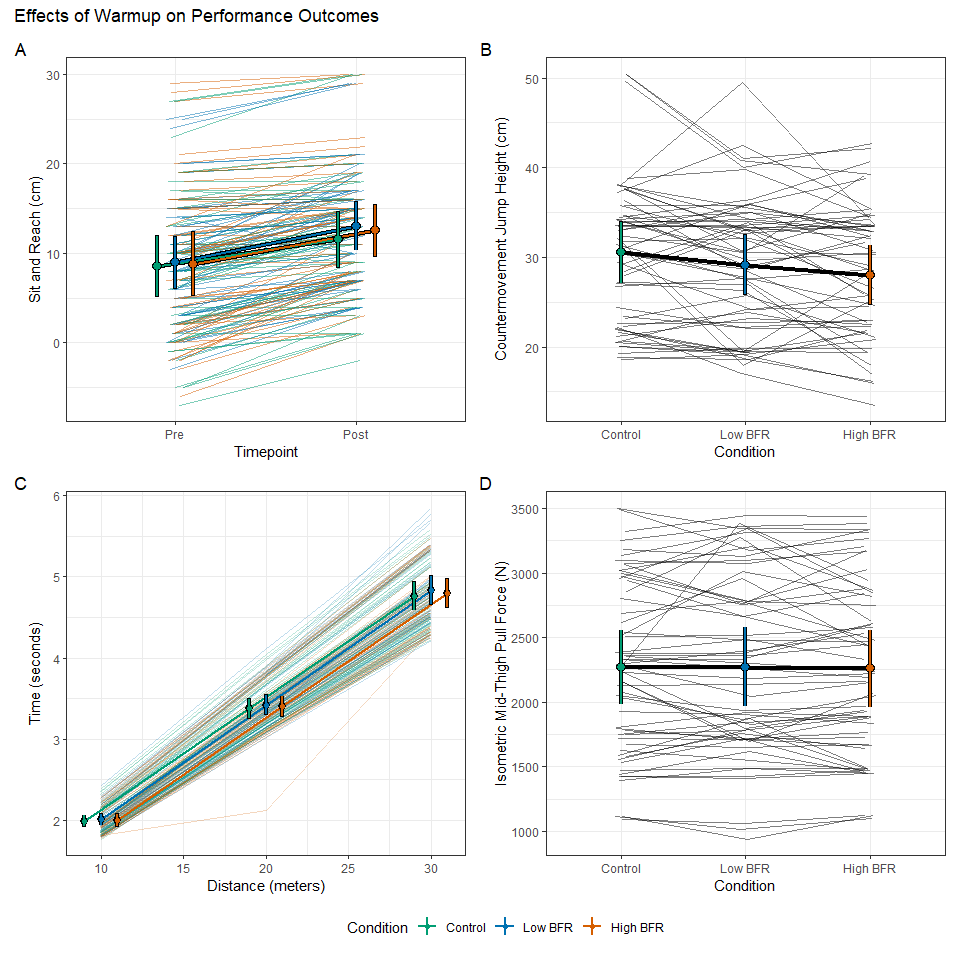 Effects of Warmup on Performance Outcomes
A
Sit and Reach (cm)
30
20
10
0
Pre
Post
Timepoint
B
Countermovement Jump Height (cm)
50
40
30
20
Control
Low BFR
High BFR
Condition
C
Time (seconds)
6
5
4
3
2
10
15
20
25
30
Distance (meters)
D
Isometric Mid-Thigh Pull Force (N)
3500
3000
2500
2000
1500
1000
Control
Low BFR
High BFR
Condition
Condition Control Low BFR High BFR